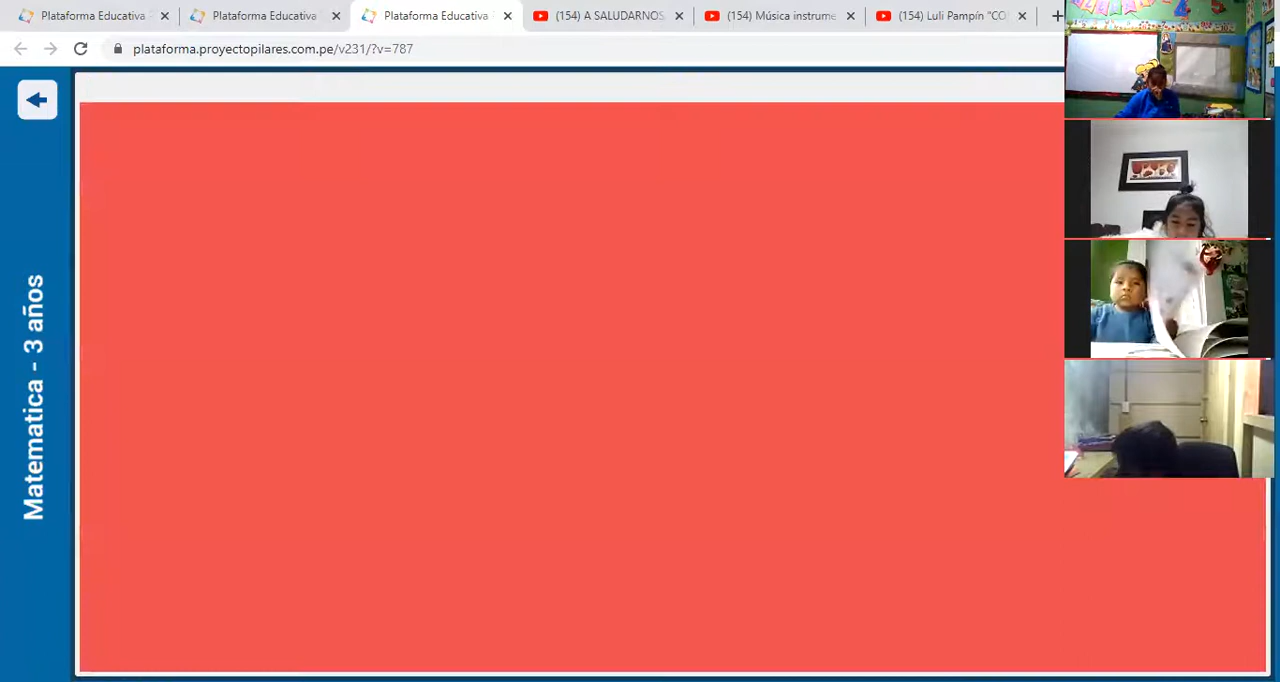 Plataforma Educativa
Plataforma Educativa
Plataforma Educativa
(154) A SALUDARNOS
(154) Música instrume
(154) Luli Pampín "CO
plataforma.proyectopilares.com.pe/v231/?v=787
Matematica - 3 años